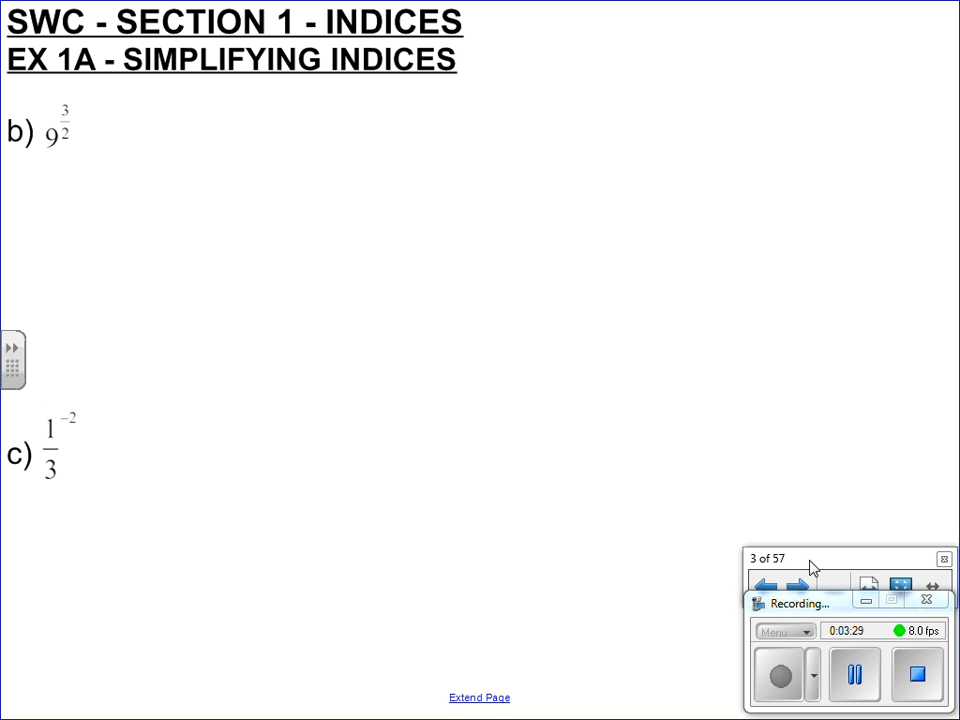 SWC - SECTION 1 - INDICES
EX 1A - SIMPLIFYING INDICES
b) 9^(3/2)
c) 1/3^-2
3 of 57
Recording...
Menu
0:03:29
8.0 fps
Extend Page